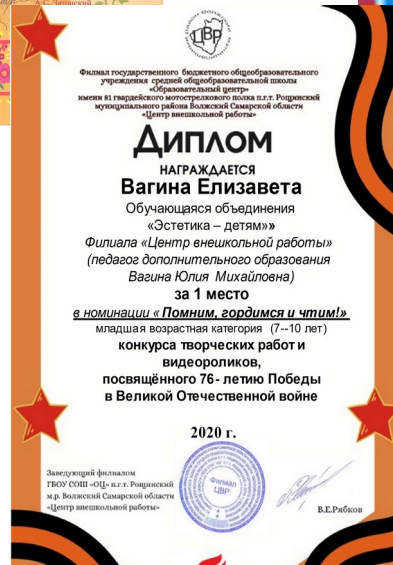 А.С. Запинский
ЦВР
Филиал государственного бюджетного общеобразовательного
учреждения средней общеобразовательной школы
«Образовательный центр»
имени 81 гвардейского мотострелкового полка п.г.т. Рощинский
муниципального района Волжский Самарской области
«Центр внешкольной работы»
ДИПЛОМ
НАГРАЖДАЕТСЯ
Вагина Елизавета
Обучающаяся объединения
«Эстетика – детям»»
Филиала «Центр внешкольной работы»
(педагог дополнительного образования
Вагина Юлия Михайловна)
за 1 место
в номинации « Помним, гордимся и чтим!»
младшая возрастная категория (7--10 лет)
конкурса творческих работ и
видеороликов,
посвящённого 76- летию Победы
в Великой Отечественной войне
2020 г.
Заведующий филиалом
ГБОУ СОШ «ОЦ» п.г.т. Рощинский
м.р. Волжский Самарской области
«Центр внешкольной работы»
Филиал
ЦВР
В.Е.Рябков